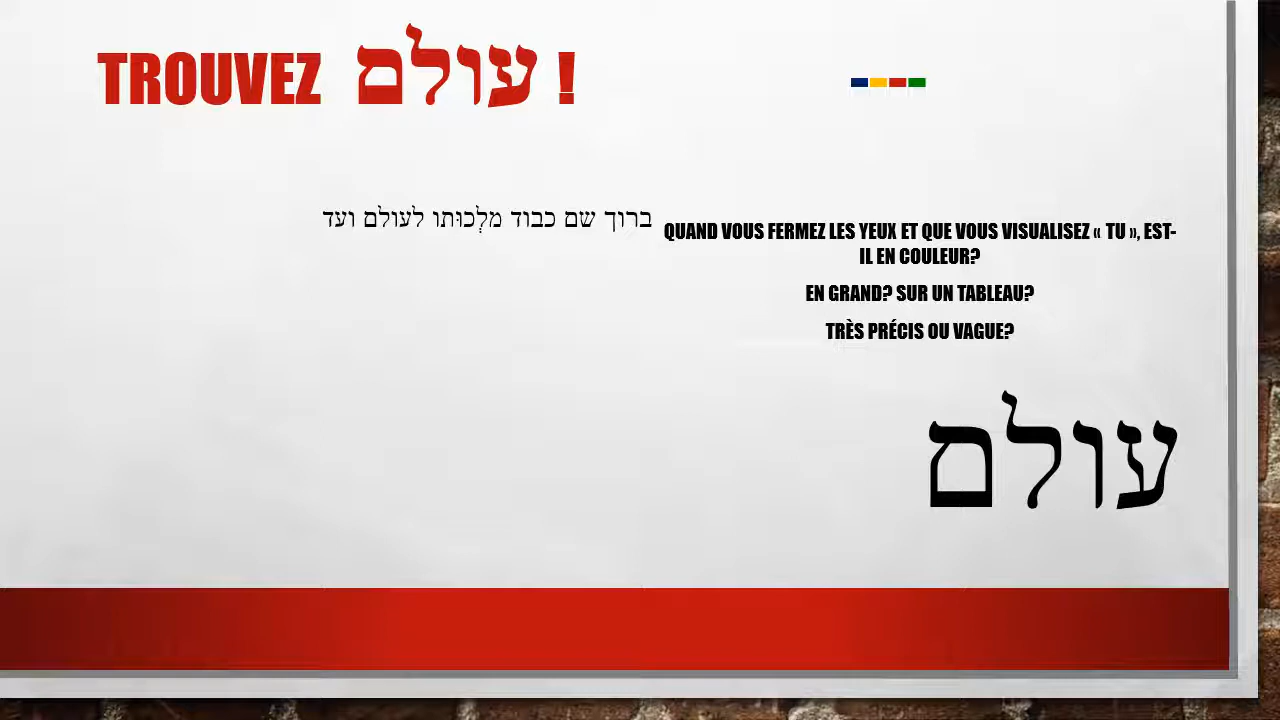 TROUVEZ עולם !
ברוך שם כבוד מלְכוּתו לעולם ועד
QUAND VOUS FERMEZ LES YEUX ET QUE VOUS VISUALISEZ « TU », EST-
IL EN COULEUR?
EN GRAND? SUR UN TABLEAU?
TRÈS PRÉCIS OU VAGUE?
עולם